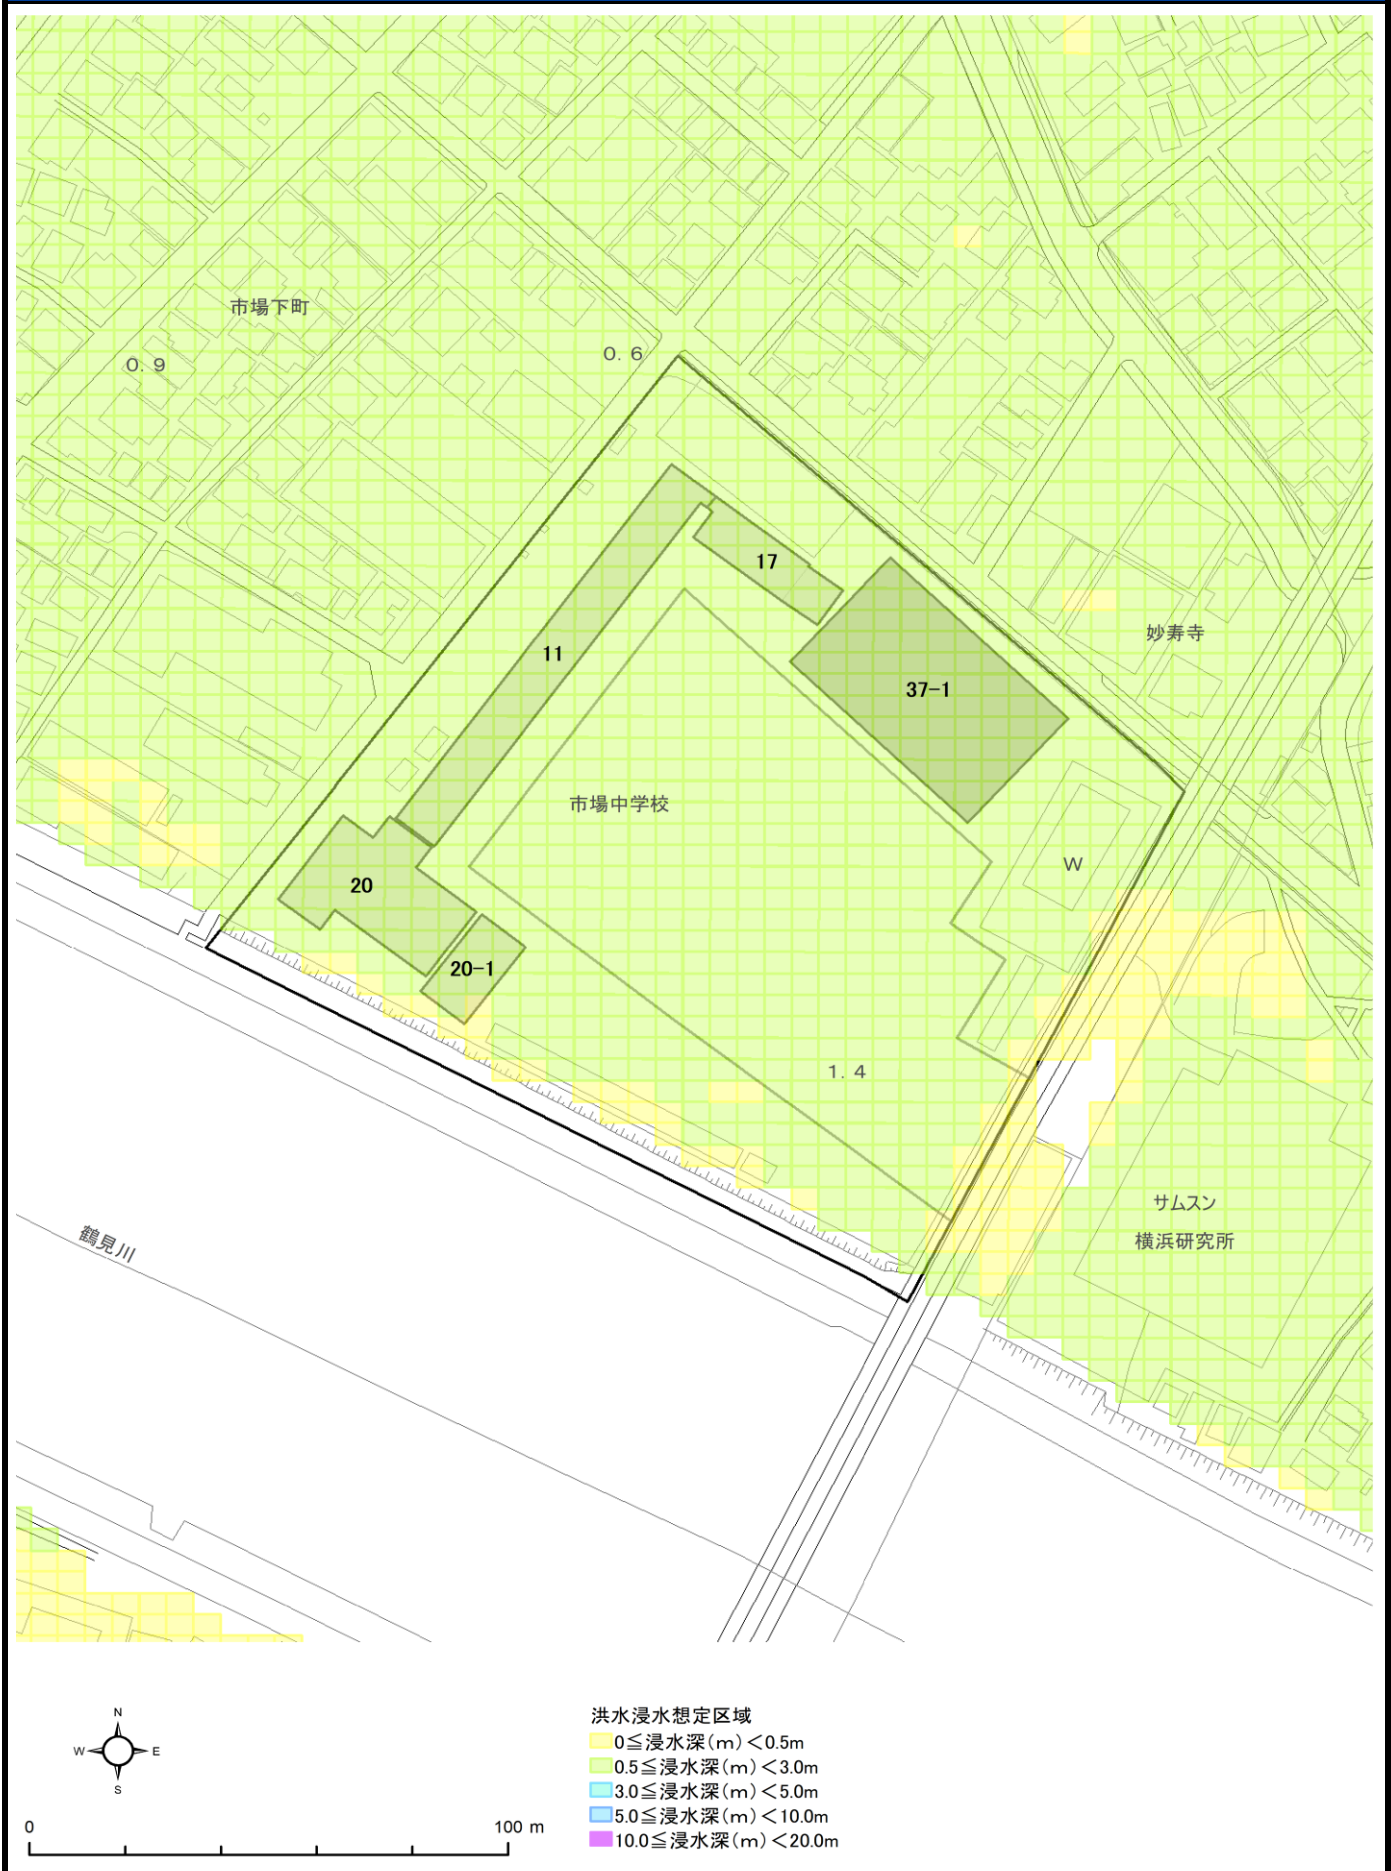 市場下町
0.9
0.6
17
11
妙寿寺
37-1
市場中学校
W
20
20-1
1.4
サムスン
横浜研究所
鶴見川
N
W E
S
0 100 m
洪水浸水想定区域
0≦浸水深(m)<0.5m
0.5≦浸水深(m)<3.0m
3.0≦浸水深(m)<5.0m
5.0≦浸水深(m)<10.0m
10.0≦浸水深(m)<20.0m